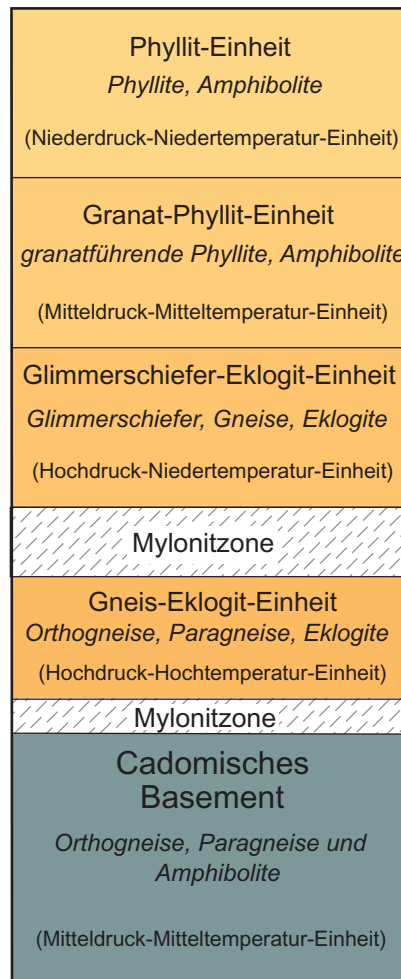 Phyllit-Einheit
Phyllite, Amphibolite
(Niederdruck-Niedertemperatur-Einheit)
Granat-Phyllit-Einheit
granatführende Phyllite, Amphibolite
(Mitteldruck-Mitteltemperatur-Einheit)
Glimmerschiefer-Eklogit-Einheit
Glimmerschiefer, Gneise, Eklogite
(Hochdruck-Niedertemperatur-Einheit)
Mylonitzone
Gneis-Eklogit-Einheit
Orthogneise, Paragneise, Eklogite
(Hochdruck-Hochtemperatur-Einheit)
Mylonitzone
Cadomisches
Basement
Orthogneise, Paragneise und
Amphibolite
(Mitteldruck-Mitteltemperatur-Einheit)